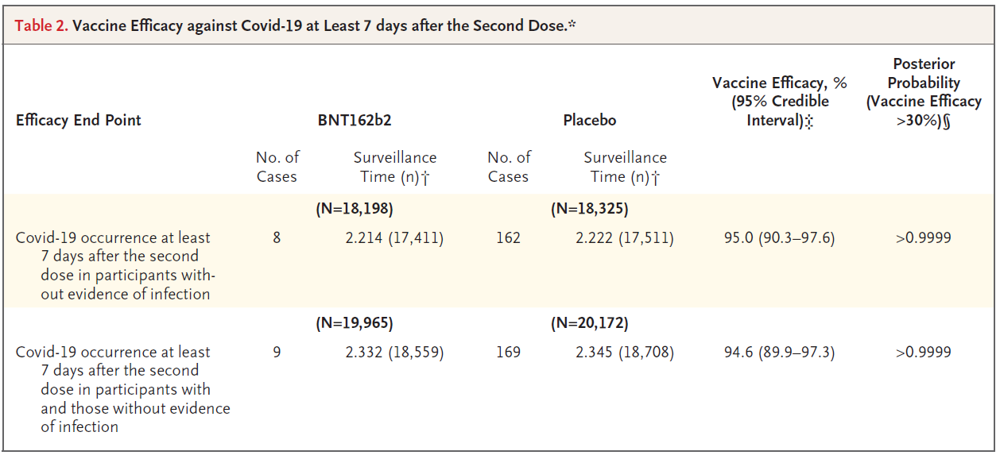 Table 2. Vaccine Efficacy against Covid-19 at Least 7 days after the Second Dose.*
Efficacy End Point BNT162b2 Placebo Vaccine Efficacy, % (95% Credible Interval)‡ Posterior Probability (Vaccine Efficacy >30%)§
No. of Cases Surveillance Time (n)† No. of Cases Surveillance Time (n)†
(N=18,198) (N=18,325)
Covid-19 occurrence at least 8 2.214 (17,411) 162 2.222 (17,511) 95.0 (90.3–97.6) >0.9999
7 days after the second
dose in participants with-
out evidence of infection
(N=19,965) (N=20,172)
Covid-19 occurrence at least 9 2.332 (18,559) 169 2.345 (18,708) 94.6 (89.9–97.3) >0.9999
7 days after the second
dose in participants with
and those without evidence
of infection